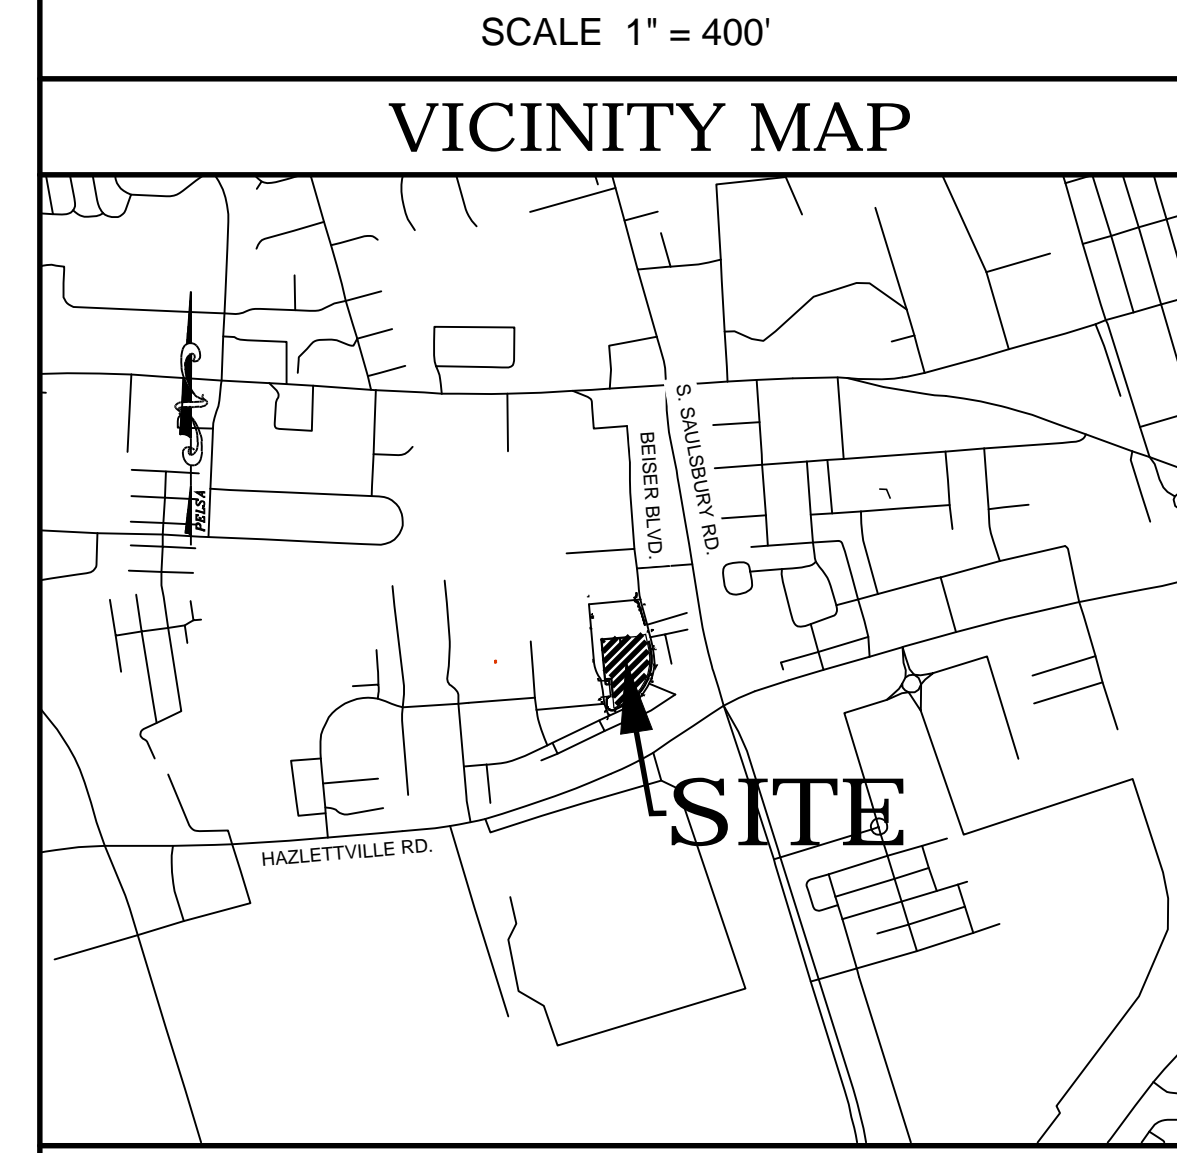 SCALE 1" = 400'
VICINITY MAP
S. SAULSBURY RD.
BEISER BLVD.
PELSA
SITE
HAZLETTVILLE RD.